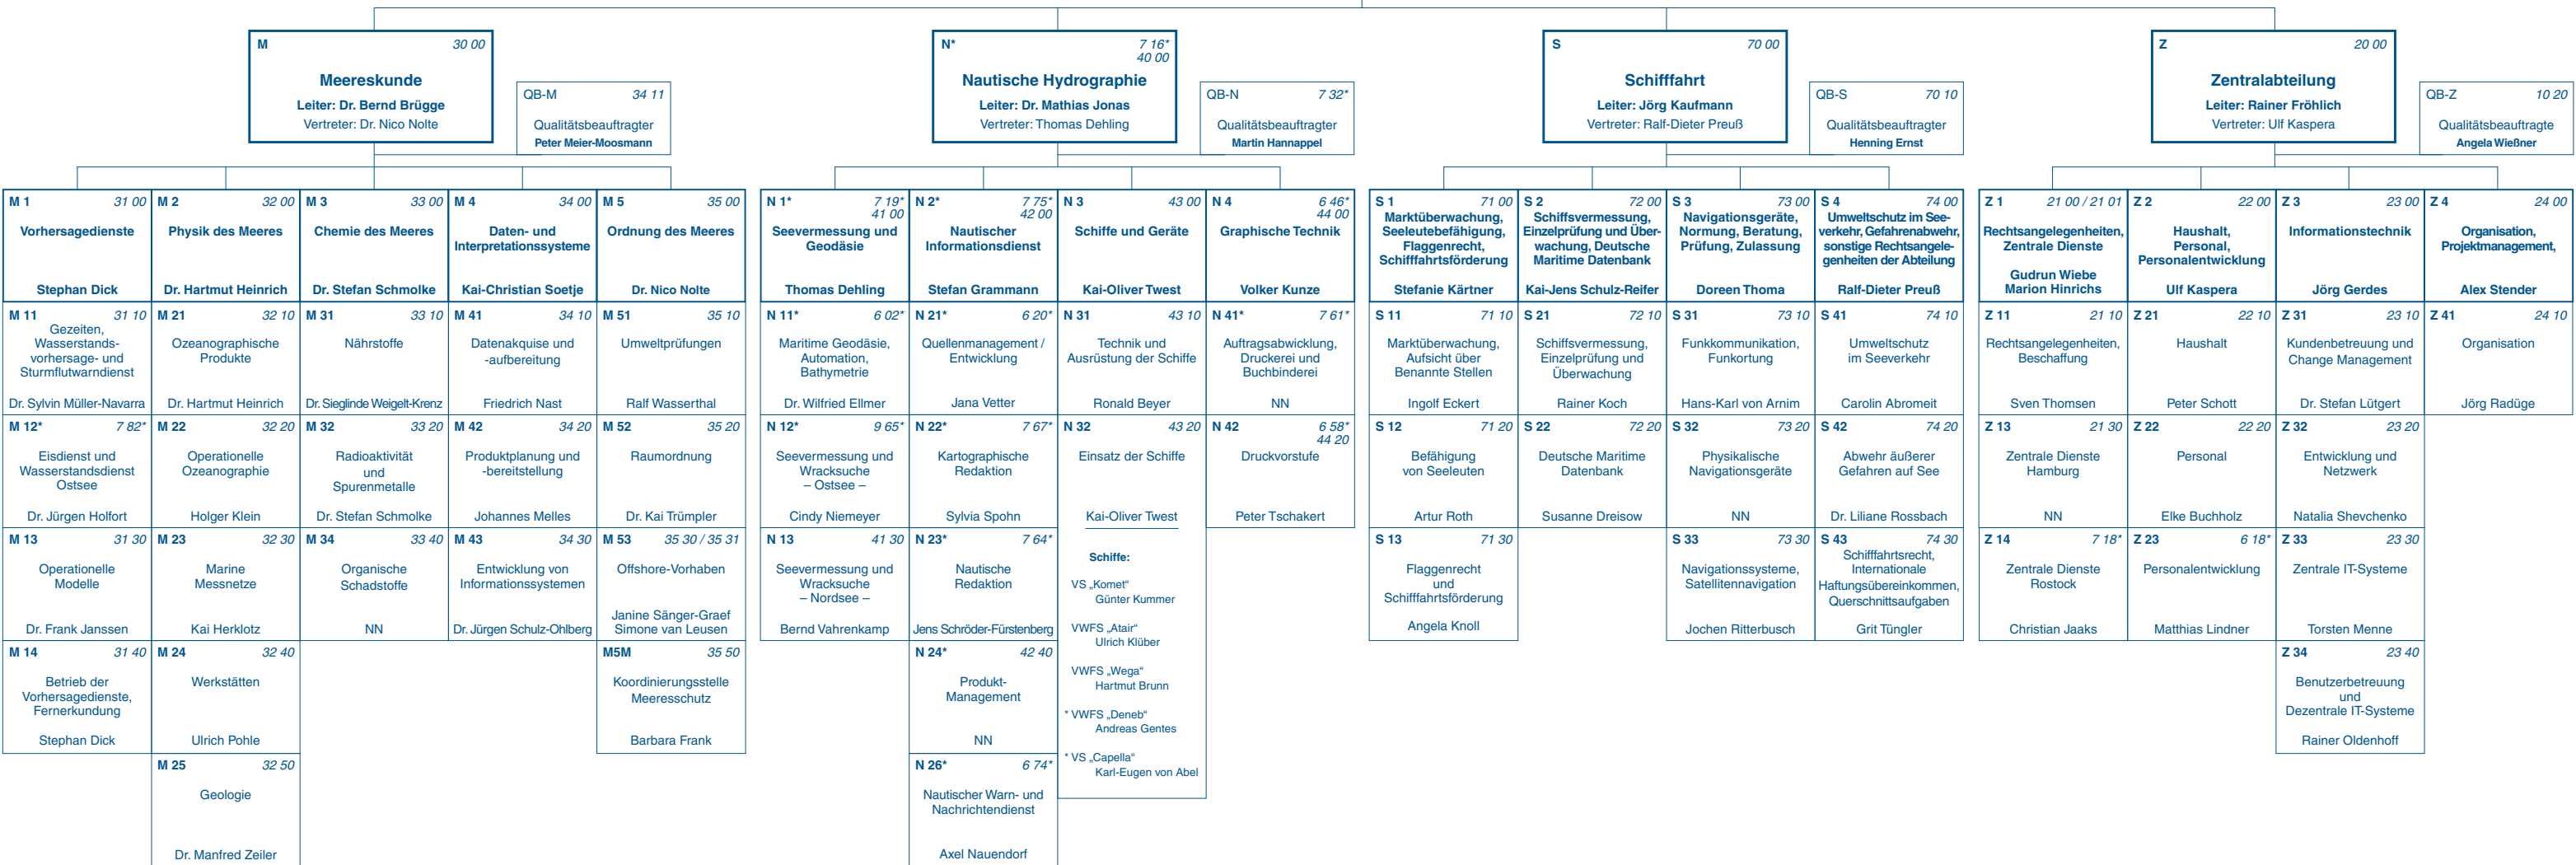 M 30 00
Meereskunde
Leiter: Dr. Bernd Brügge
Vertreter: Dr. Nico Nolte
QB-M 34 11
Qualitätsbeauftragter
Peter Meier-Moosmann
N* 7 16*
40 00
Nautische Hydrographie
Leiter: Dr. Mathias Jonas
Vertreter: Thomas Dehling
QB-N 7 32*
Qualitätsbeauftragter
Martin Hannappel
S 70 00
Schifffahrt
Leiter: Jörg Kaufmann
Vertreter: Ralf-Dieter Preuß
QB-S 70 10
Qualitätsbeauftragter
Henning Ernst
Z 20 00
Zentralabteilung
Leiter: Rainer Fröhlich
Vertreter: Ulf Kaspera
QB-Z 10 20
Qualitätsbeauftragte
Angela Wießner
M 1 31 00
Vorhersagedienste
Stephan Dick
M 11 31 10
Gezeiten,
Wasserstands-
vorhersage- und
Sturmflutwarndienst
Dr. Sylvin Müller-Navarra
M 12* 7 82*
Eisdienst und
Wasserstandsdienst
Ostsee
Dr. Jürgen Holfort
M 13 31 30
Operationelle
Modelle
Dr. Frank Janssen
M 14 31 40
Betrieb der
Vorhersagedienste,
Fernerkundung
Stephan Dick
M 2 32 00
Physik des Meeres
Dr. Hartmut Heinrich
M 21 32 10
Ozeanographische
Produkte
Dr. Hartmut Heinrich
M 22 32 20
Operationelle
Ozeanographie
Holger Klein
M 23 32 30
Marine
Messnetze
Kai Herklotz
M 24 32 40
Werkstätten
Ulrich Pohle
M 25 32 50
Geologie
Dr. Manfred Zeiler
M 3 33 00
Chemie des Meeres
Dr. Stefan Schmolke
M 31 33 10
Nährstoffe
Dr. Sieglinde Weigelt-Krenz
M 32 33 20
Radioaktivität
und
Spurenmetalle
Dr. Stefan Schmolke
M 34 33 40
Organische
Schadstoffe
NN
M 4 34 00
Daten- und
Interpretationssysteme
Kai-Christian Soetje
M 41 34 10
Datenakquise und
-aufbereitung
Friedrich Nast
M 42 34 20
Produktplanung und
-bereitstellung
Johannes Melles
M 43 34 30
Entwicklung von
Informationssystemen
Dr. Jürgen Schulz-Ohlberg
M 5 35 00
Ordnung des Meeres
Dr. Nico Nolte
M 51 35 10
Umweltprüfungen
Ralf Wasserthal
M 52 35 20
Raumordnung
Dr. Kai Trümpler
M 53 35 30 / 35 31
Offshore-Vorhaben
Janine Sänger-Graef
Simone van Leusen
M5M 35 50
Koordinierungsstelle
Meeresschutz
Barbara Frank
N 1* 7 19*
41 00
Seevermessung und
Geodäsie
Thomas Dehling
N 11* 6 02*
Maritime Geodäsie,
Automation,
Bathymetrie
Dr. Wilfried Ellmer
N 12* 9 65*
Seevermessung und
Wracksuche
– Ostsee –
Cindy Niemeyer
N 13 41 30
Seevermessung und
Wracksuche
– Nordsee –
Bernd Vahrenkamp
N 2* 7 75*
42 00
Nautischer
Informationsdienst
Stefan Grammann
N 21* 6 20*
Quellenmanagement /
Entwicklung
Jana Vetter
N 22* 7 67*
Kartographische
Redaktion
Sylvia Spohn
N 23* 7 64*
Nautische
Redaktion
Jens Schröder-Fürstenberg
N 24* 42 40
Produkt-
Management
NN
N 26* 6 74*
Nautischer Warn- und
Nachrichtendienst
Axel Nauendorf
N 3 43 00
Schiffe und Geräte
Kai-Oliver Twest
N 31 43 10
Technik und
Ausrüstung der Schiffe
Ronald Beyer
N 32 43 20
Einsatz der Schiffe
Kai-Oliver Twest
Schiffe:
VS „Komet“
Günter Kummer
VWFS „Atair“
Ulrich Klüber
VWFS „Wega“
Hartmut Brunn
* VWFS „Deneb“
Andreas Gentes
* VS „Capella“
Karl-Eugen von Abel
N 4 6 46*
44 00
Graphische Technik
Volker Kunze
N 41* 7 61*
Auftragsabwicklung,
Druckerei und
Buchbinderei
NN
N 42 6 58*
44 20
Druckvorstufe
Peter Tschakert
S 1 71 00
Marktüberwachung,
Seeleutebefähigung,
Flaggenrecht,
Schifffahrtsförderung
Stefanie Kärtner
S 11 71 10
Marktüberwachung,
Aufsicht über
Benannte Stellen
Ingolf Eckert
S 12 71 20
Befähigung
von Seeleuten
Artur Roth
S 13 71 30
Flaggenrecht
und
Schifffahrtsförderung
Angela Knoll
S 2 72 00
Schiffsvermessung,
Einzelprüfung und Über-
wachung, Deutsche
Maritime Datenbank
Kai-Jens Schulz-Reifer
S 21 72 10
Schiffsvermessung,
Einzelprüfung und
Überwachung
Rainer Koch
S 22 72 20
Deutsche Maritime
Datenbank
Susanne Dreisow
S 3 73 00
Navigationsgeräte,
Normung, Beratung,
Prüfung, Zulassung
Doreen Thoma
S 31 73 10
Funkkommunikation,
Funkortung
Hans-Karl von Arnim
S 32 73 20
Physikalische
Navigationsgeräte
NN
S 33 73 30
Navigationssysteme,
Satellitennavigation
Jochen Ritterbusch
S 4 74 00
Umweltschutz im See-
verkehr, Gefahrenabwehr,
sonstige Rechtsangele-
genheiten der Abteilung
Ralf-Dieter Preuß
S 41 74 10
Umweltschutz
im Seeverkehr
Carolin Abromeit
S 42 74 20
Abwehr äußerer
Gefahren auf See
Dr. Liliane Rossbach
S 43 74 30
Schifffahrtsrecht,
Internationale
Haftungsübereinkommen,
Querschnittsaufgaben
Grit Tüngler
Z 1 21 00 / 21 01
Rechtsangelegenheiten,
Zentrale Dienste
Gudrun Wiebe
Marion Hinrichs
Z 11 21 10
Rechtsangelegenheiten,
Beschaffung
Sven Thomsen
Z 13 21 30
Zentrale Dienste
Hamburg
NN
Z 14 7 18*
Zentrale Dienste
Rostock
Christian Jaaks
Z 2 22 00
Haushalt,
Personal,
Personalentwicklung
Ulf Kaspera
Z 21 22 10
Haushalt
Peter Schott
Z 22 22 20
Personal
Elke Buchholz
Z 23 6 18*
Personalentwicklung
Matthias Lindner
Z 3 23 00
Informationstechnik
Jörg Gerdes
Z 31 23 10
Kundenbetreuung und
Change Management
Dr. Stefan Lütgert
Z 32 23 20
Entwicklung und
Netzwerk
Natalia Shevchenko
Z 33 23 30
Zentrale IT-Systeme
Torsten Menne
Z 34 23 40
Benutzerbetreuung
und
Dezentrale IT-Systeme
Rainer Oldenhoff
Z 4 24 00
Organisation,
Projektmanagement,
Alex Stender
Z 41 24 10
Organisation
Jörg Radüge